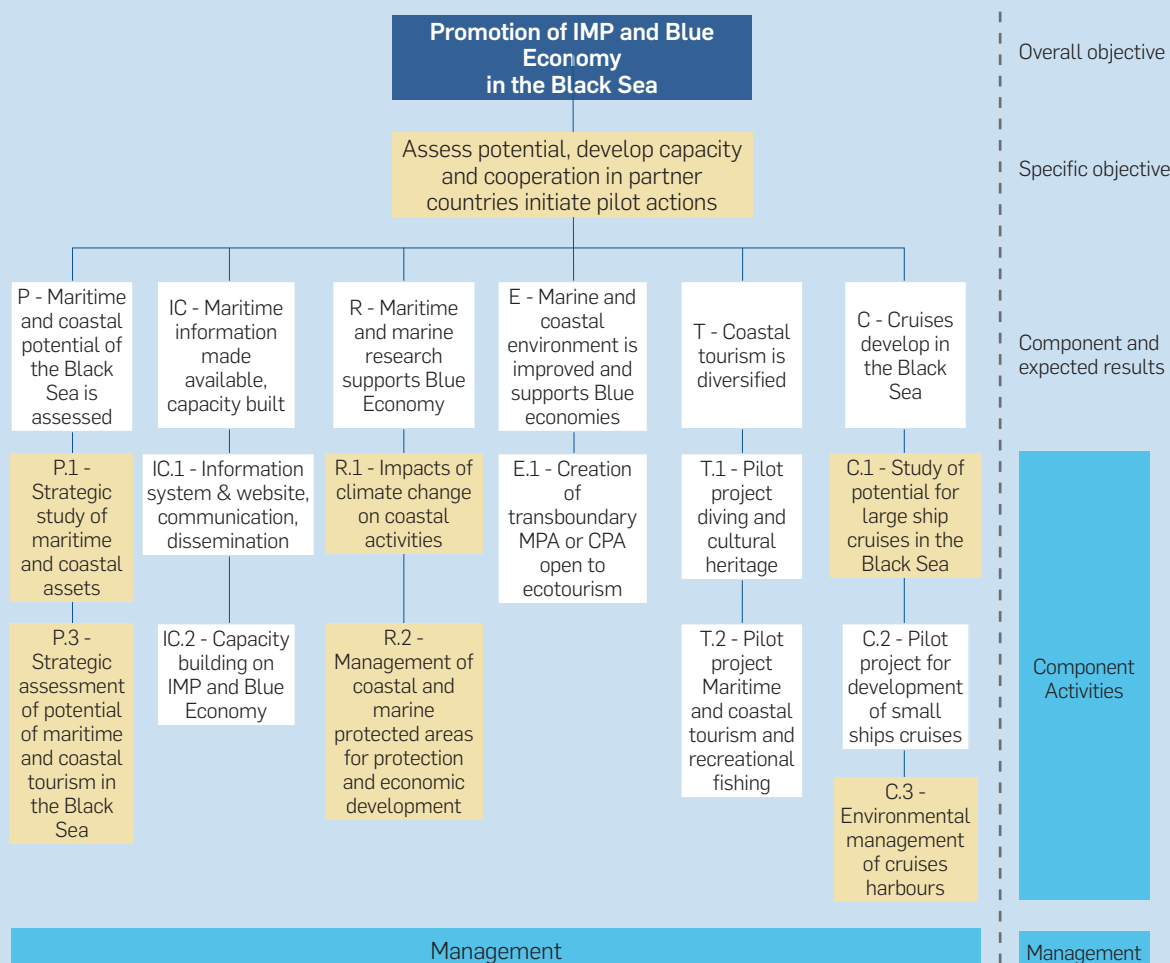 Promotion of IMP and Blue
Economy
in the Black Sea
Overall objective
Assess potential, develop capacity
and cooperation in partner
countries initiate pilot actions
Specific objective
P - Maritime
and coastal
potential of
the Black
Sea is
assessed
IC - Maritime
information
made
available,
capacity built
R - Maritime
and marine
research
supports Blue
Economy
E - Marine and
coastal
environment is
improved and
supports Blue
economies
T - Coastal
tourism is
diversified
C - Cruises
develop in
the Black
Sea
Component and
expected results
P.1 -
Strategic
study of
maritime
and coastal
assets
IC.1 - Information
system & website,
communication,
dissemination
R.1 - Impacts of
climate change
on coastal
activities
E.1 - Creation
of
transboundary
MPA or CPA
open to
ecotourism
T.1 - Pilot
project
diving and
cultural
heritage
C.1 - Study of
potential for
large ship
cruises in the
Black Sea
P.3 -
Strategic
assessment
of potential
of maritime
and coastal
tourism in
the Black
Sea
IC.2 - Capacity
building on
IMP and Blue
Economy
R.2 -
Management of
coastal and
marine
protected areas
for protection
and economic
development
T.2 - Pilot
project
Maritime
and coastal
tourism and
recreational
fishing
C.2 - Pilot
project for
development
of small
ships cruises
C.3 -
Environmental
management
of cruises
harbours
Component
Activities
Management
Management